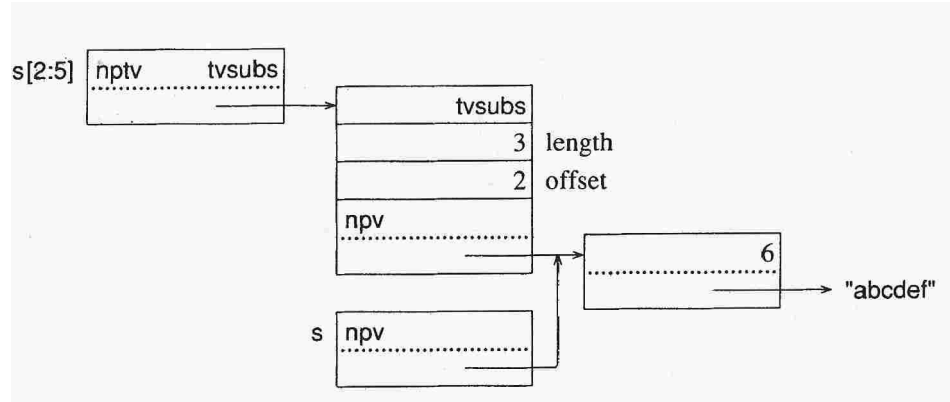 s[2:5] nptv tvsubs
tvsubs
3 length
2 offset
npv
6
"abcdef"
s npv